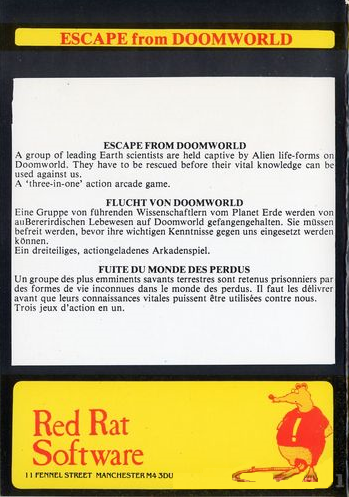 ESCAPE from DOOMWORLD
ESCAPE FROM DOOMWORLD
A group of leading Earth scientists are held captive by Alien life-forms on
Doomworld. They have to be rescued before their vital knowledge can be
used against us.
A ‘three-in-one’ action arcade game.
FLUCHT VON DOOMWORLD
Eine Gruppe von führenden Wissenschaftlern vom Planet Erde werden von
auBererirdischen Lebewesen auf Doomworld gefangengehalten. Sie müssen
befreit werden, bevor ihre wichtigen Kenntnisse gegen uns eingesetzt werden
können.
Ein dreiteiliges, actiongeladenes Arkadenspiel.
FUITE DU MONDE DES PERDUS
Un groupe des plus emminents savants terrestres sont retenus prisonniers par
des formes de vie inconnues dans le monde des perdus. Il faut les délivrer
avant que leurs connaissances vitales puissent être utilisées contre nous.
Trois jeux d’action en un.
Red Rat
Software
11 FENNEL STREET MANCHESTER M4 3DU
!
1